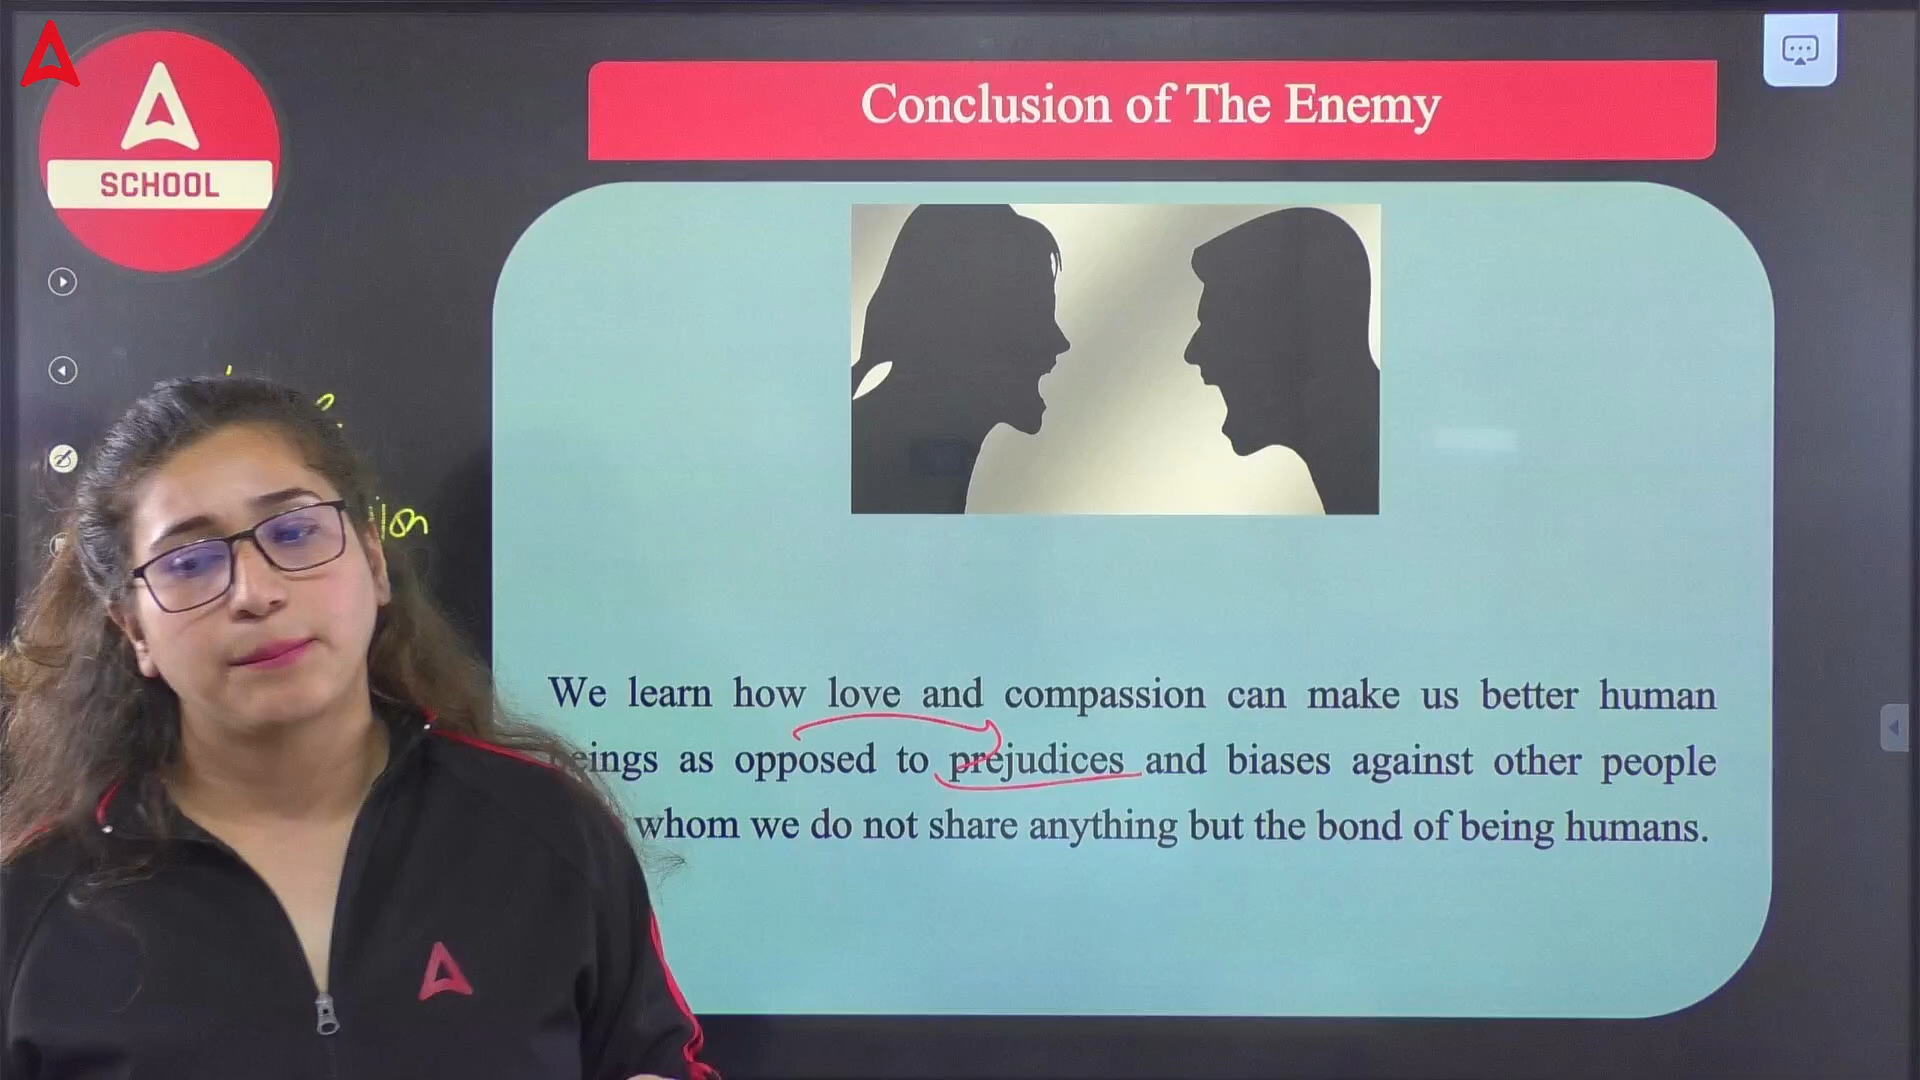 SCHOOL
Conclusion of The Enemy
We learn how love and compassion can make us better human
eings as opposed to prejudices and biases against other people
whom we do not share anything but the bond of being humans.